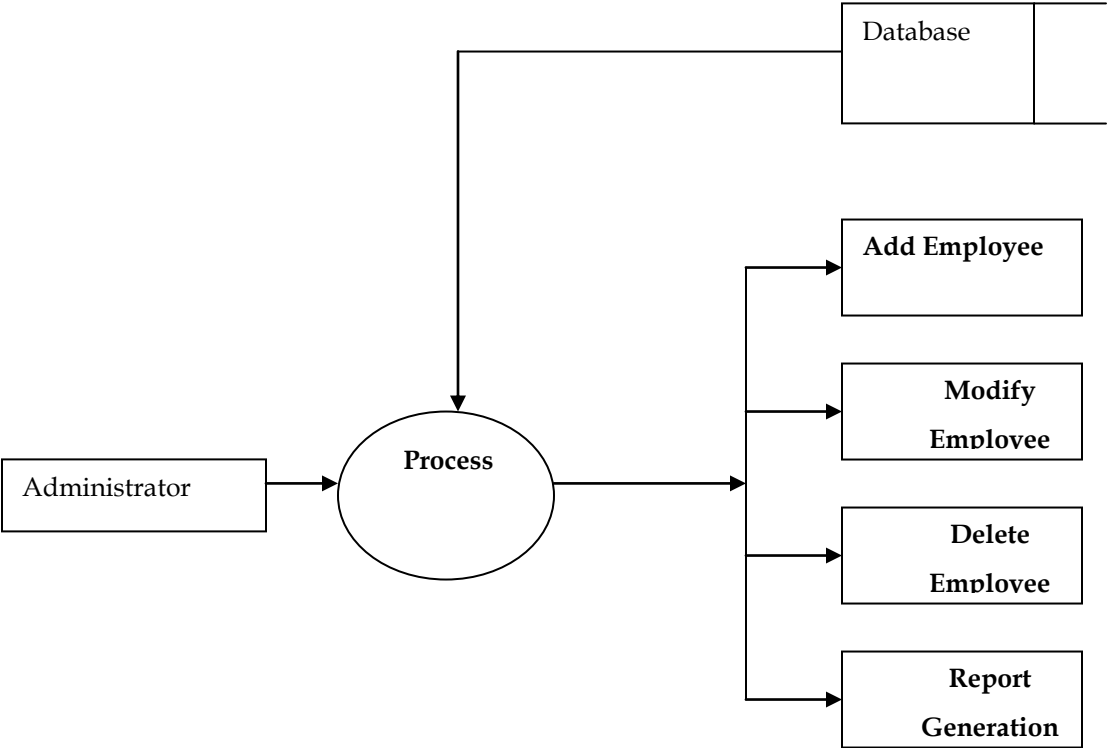 Database
Add Employee
Modify
Employee
Process
Administrator
Delete
Employee
Report
Generation